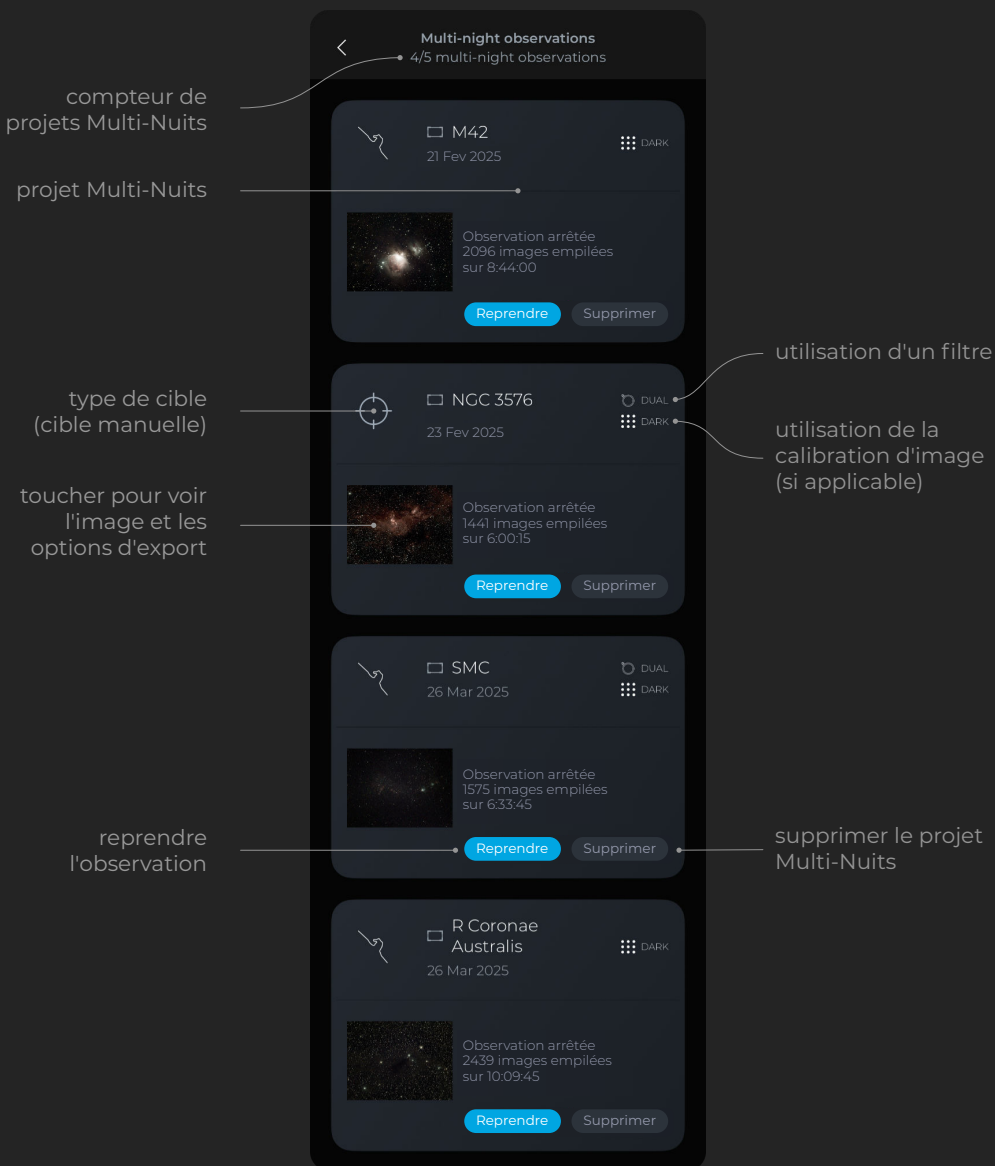 Multi-night observations
4/5 multi-night observations
compteur de
projets Multi-Nuits
M42
21 Fev 2025
DARK
projet Multi-Nuits
Observation arrêtée
2096 images empilées
sur 8:44:00
Reprendre
Supprimer
utilisation d'un filtre
type de cible
(cible manuelle)
NGC 3576
23 Fev 2025
DUAL
DARK
utilisation de la
calibration d'image
(si applicable)
toucher pour voir
l'image et les
options d'export
Observation arrêtée
1441 images empilées
sur 6:00:15
Reprendre
Supprimer
SMC
26 Mar 2025
DUAL
DARK
Observation arrêtée
1575 images empilées
sur 6:33:45
reprendre
l'observation
Reprendre
Supprimer
supprimer le projet
Multi-Nuits
R Coronae
Australis
26 Mar 2025
DARK
Observation arrêtée
2439 images empilées
sur 10:09:45
Reprendre
Supprimer